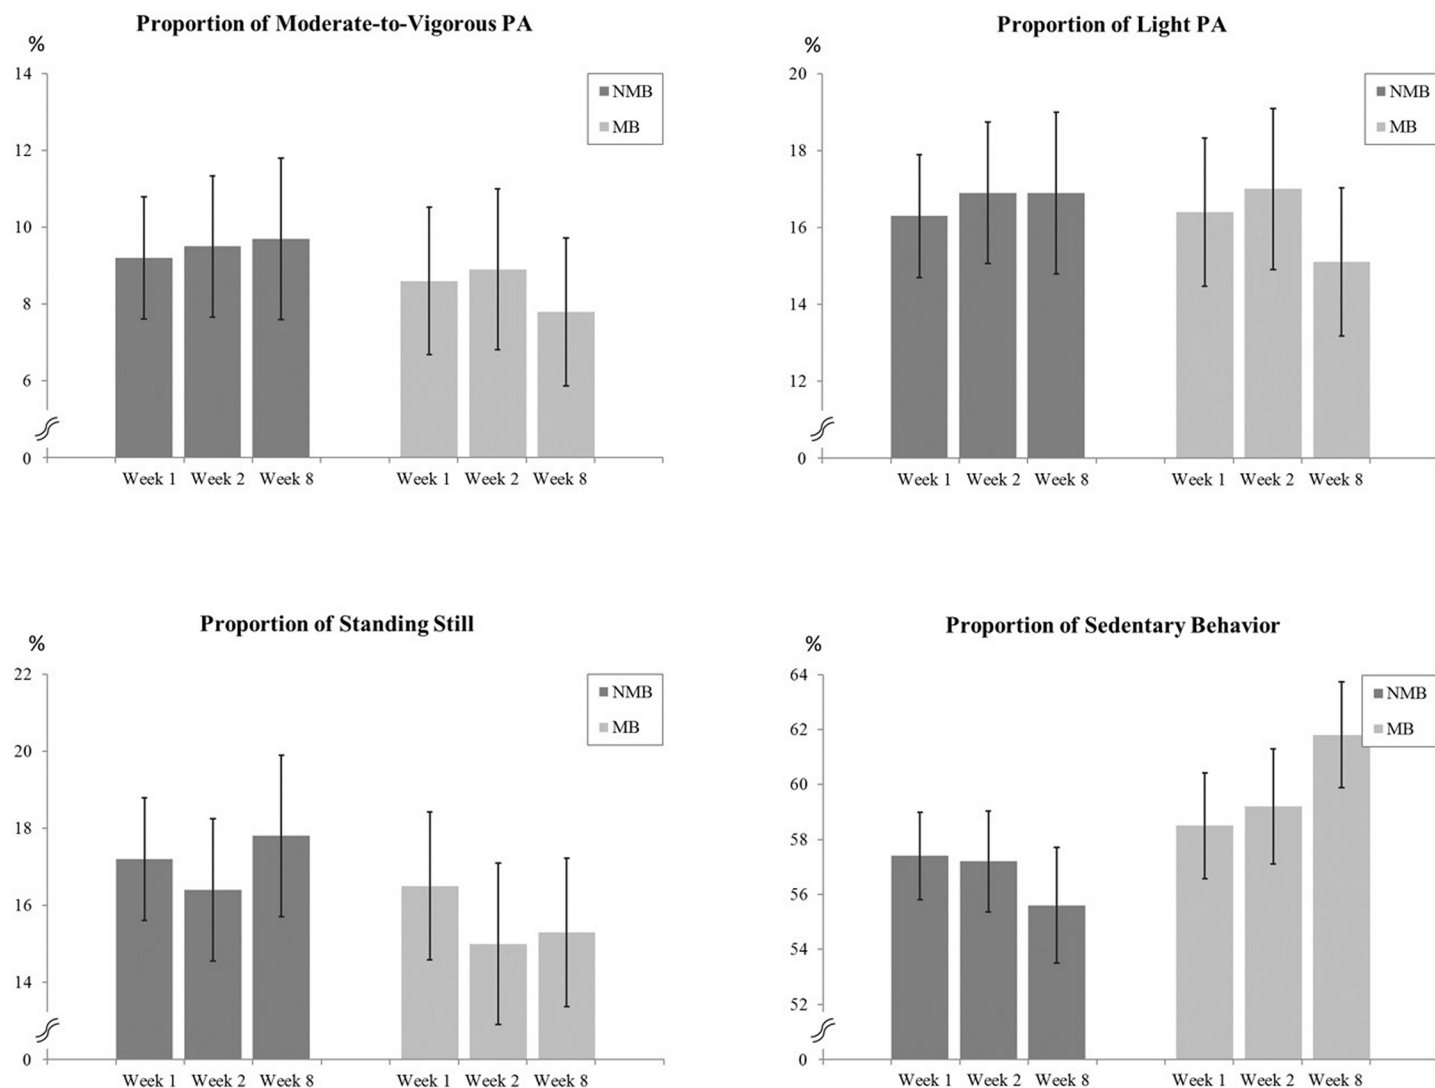 Proportion of Moderate-to-Vigorous PA
%
14
12
10
8
6
0
NMB
MB
Week 1 Week 2 Week 8 Week 1 Week 2 Week 8
Proportion of Light PA
%
20
18
16
14
12
0
NMB
MB
Week 1 Week 2 Week 8 Week 1 Week 2 Week 8
Proportion of Standing Still
%
22
20
18
16
14
0
NMB
MB
Week 1 Week 2 Week 8 Week 1 Week 2 Week 8
Proportion of Sedentary Behavior
%
64
62
60
58
56
54
52
0
NMB
MB
Week 1 Week 2 Week 8 Week 1 Week 2 Week 8